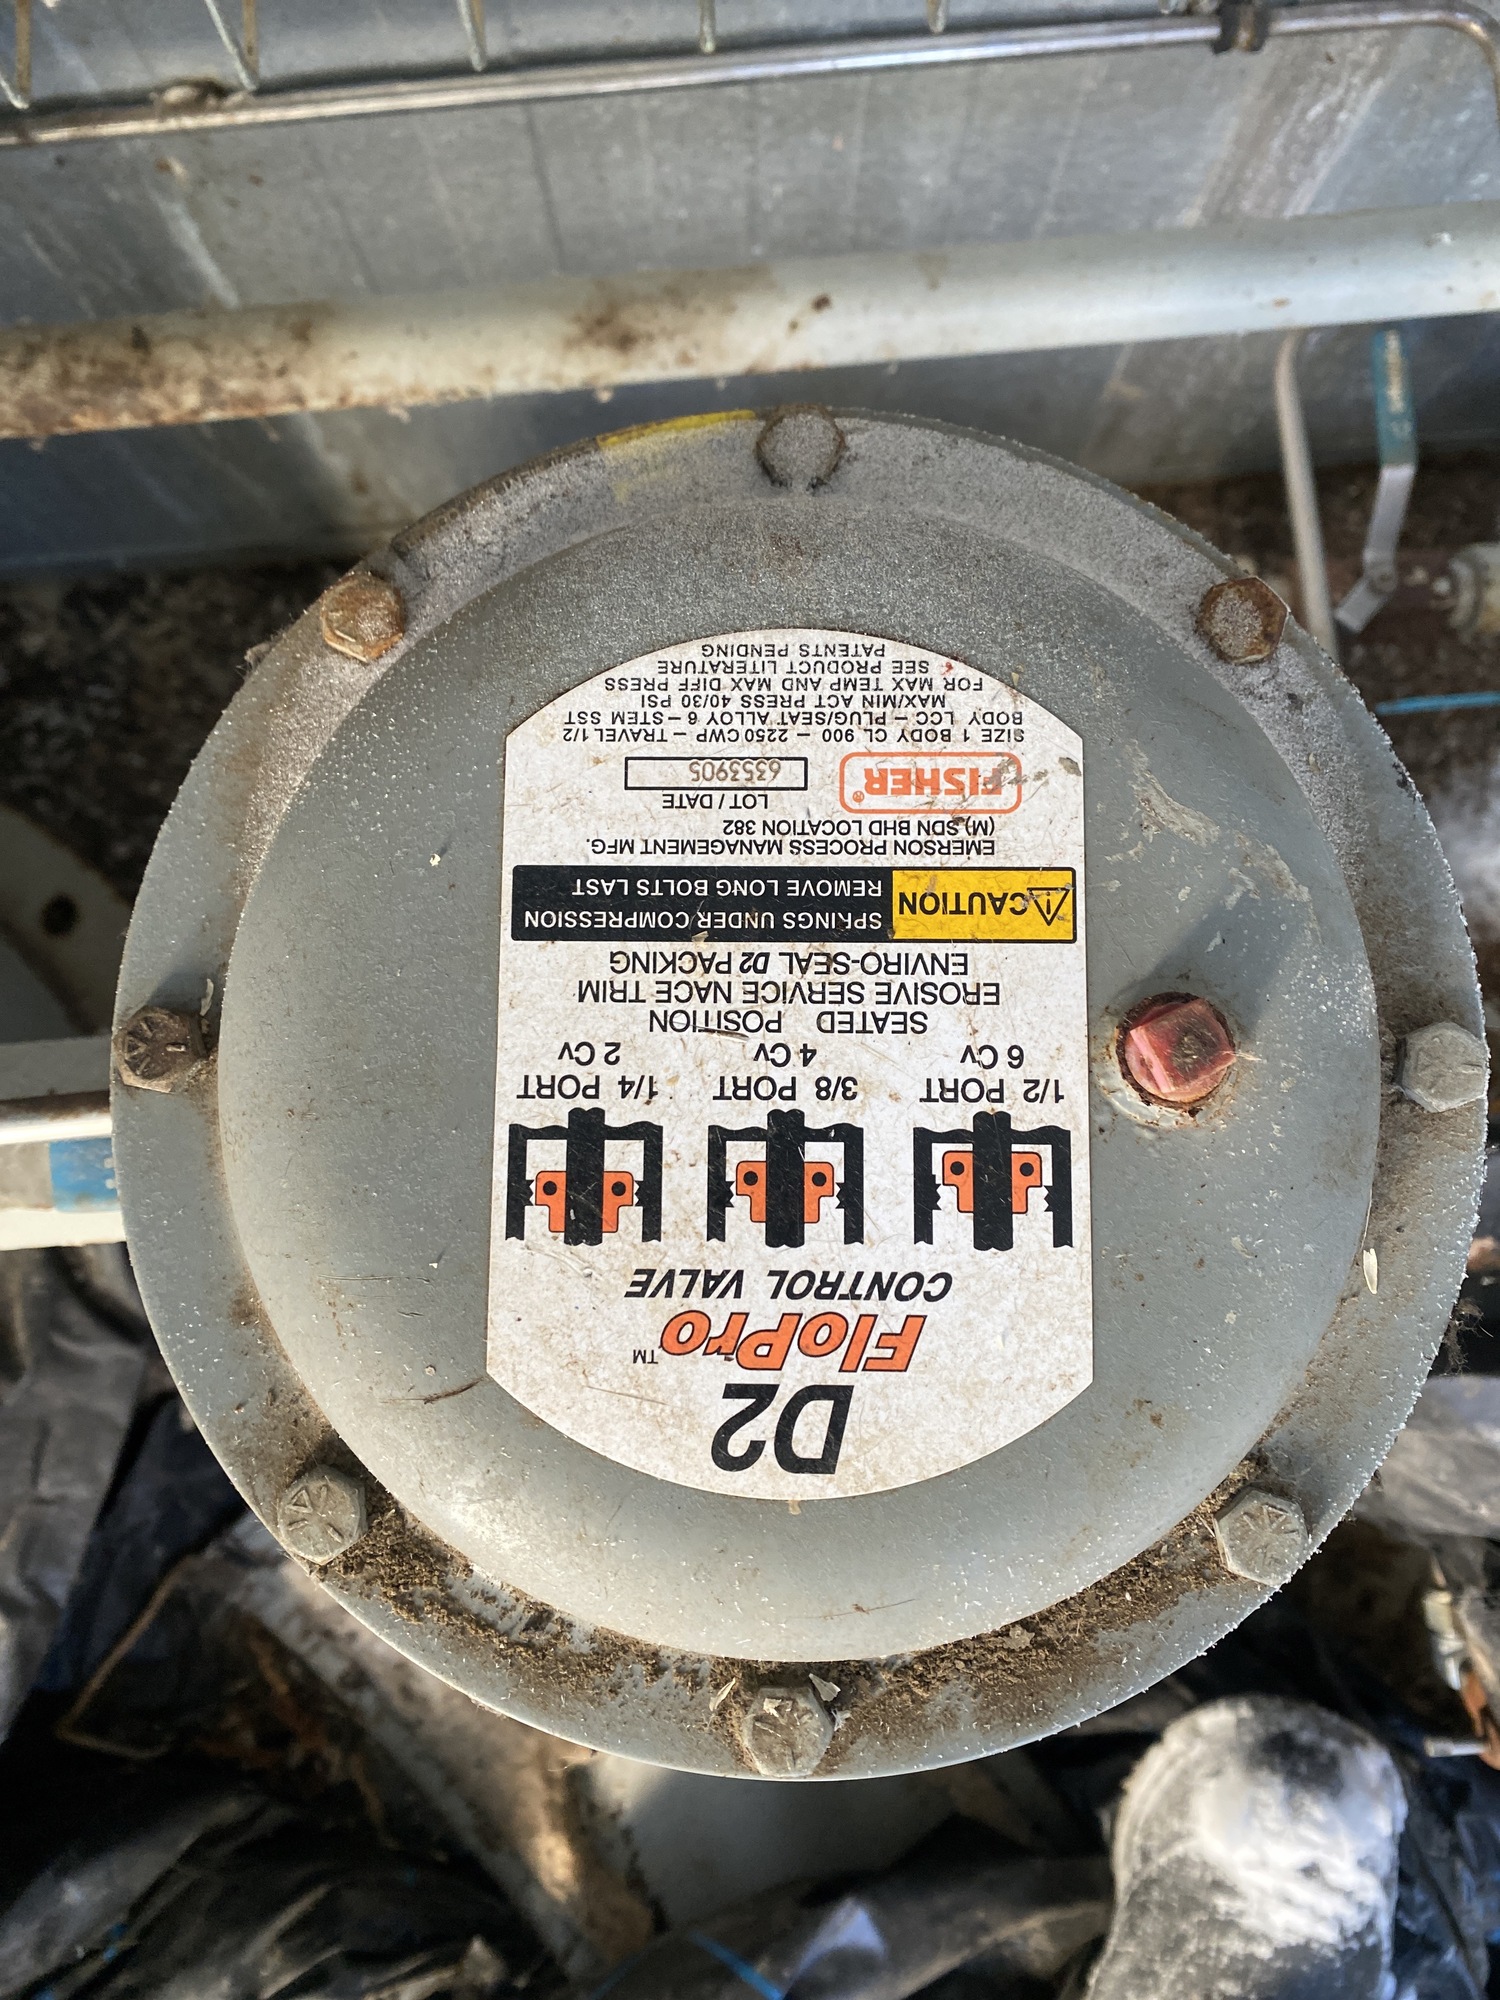 D2
FloPro™
CONTROL VALVE
1/2 PORT 3/8 PORT 1/4 PORT
6 Cv 4 Cv 2 Cv
SEATED POSITION
EROSIVE SERVICE NACE TRIM
ENVIRO-SEAL D2 PACKING
CAUTION SPRINGS UNDER COMPRESSION
REMOVE LONG BOLTS LAST
EMERSON PROCESS MANAGEMENT MFG.
(M) SDN BHD LOCATION 382
LOT / DATE
FISHER® 6353905
SIZE 1 BODY CL 900 – 2250 CWP – TRAVEL 1/2
BODY LCC – PLUG/SEAT ALLOY 6 – STEM SST
MAX/MIN ACT PRESS 40/30 PSI
FOR MAX TEMP AND MAX DIFF PRESS
SEE PRODUCT LITERATURE
PATENTS PENDING